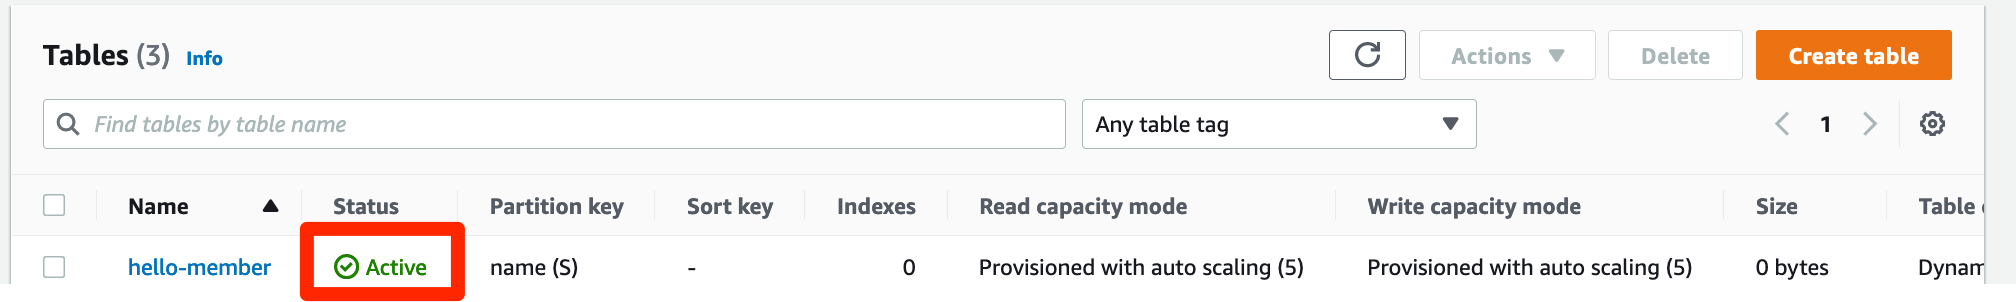 Tables (3) Info
Actions Delete Create table
Find tables by table name Any table tag 1
Name Status Partition key Sort key Indexes Read capacity mode Write capacity mode Size Table
hello-member Active name (S) - 0 Provisioned with auto scaling (5) Provisioned with auto scaling (5) 0 bytes Dynam